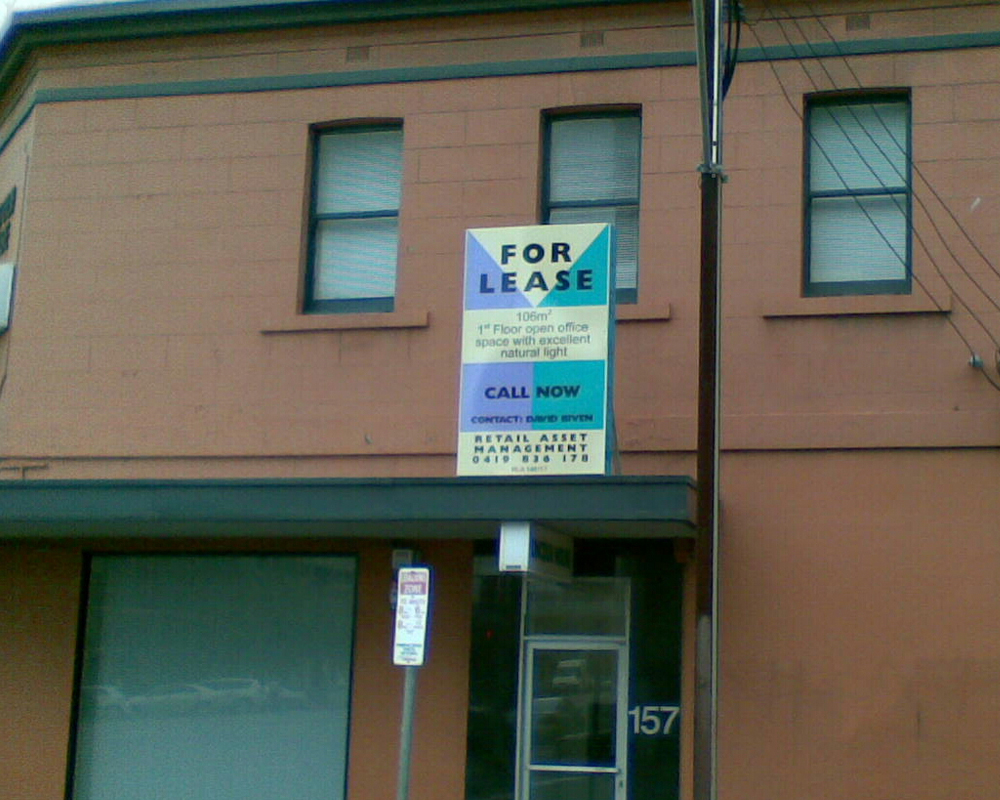 FOR
LEASE
106m²
1st Floor open office
space with excellent
natural light
CALL NOW
CONTACT: DAVID BIVEN
RETAIL ASSET
MANAGEMENT
0419 836 178
ZONE
157